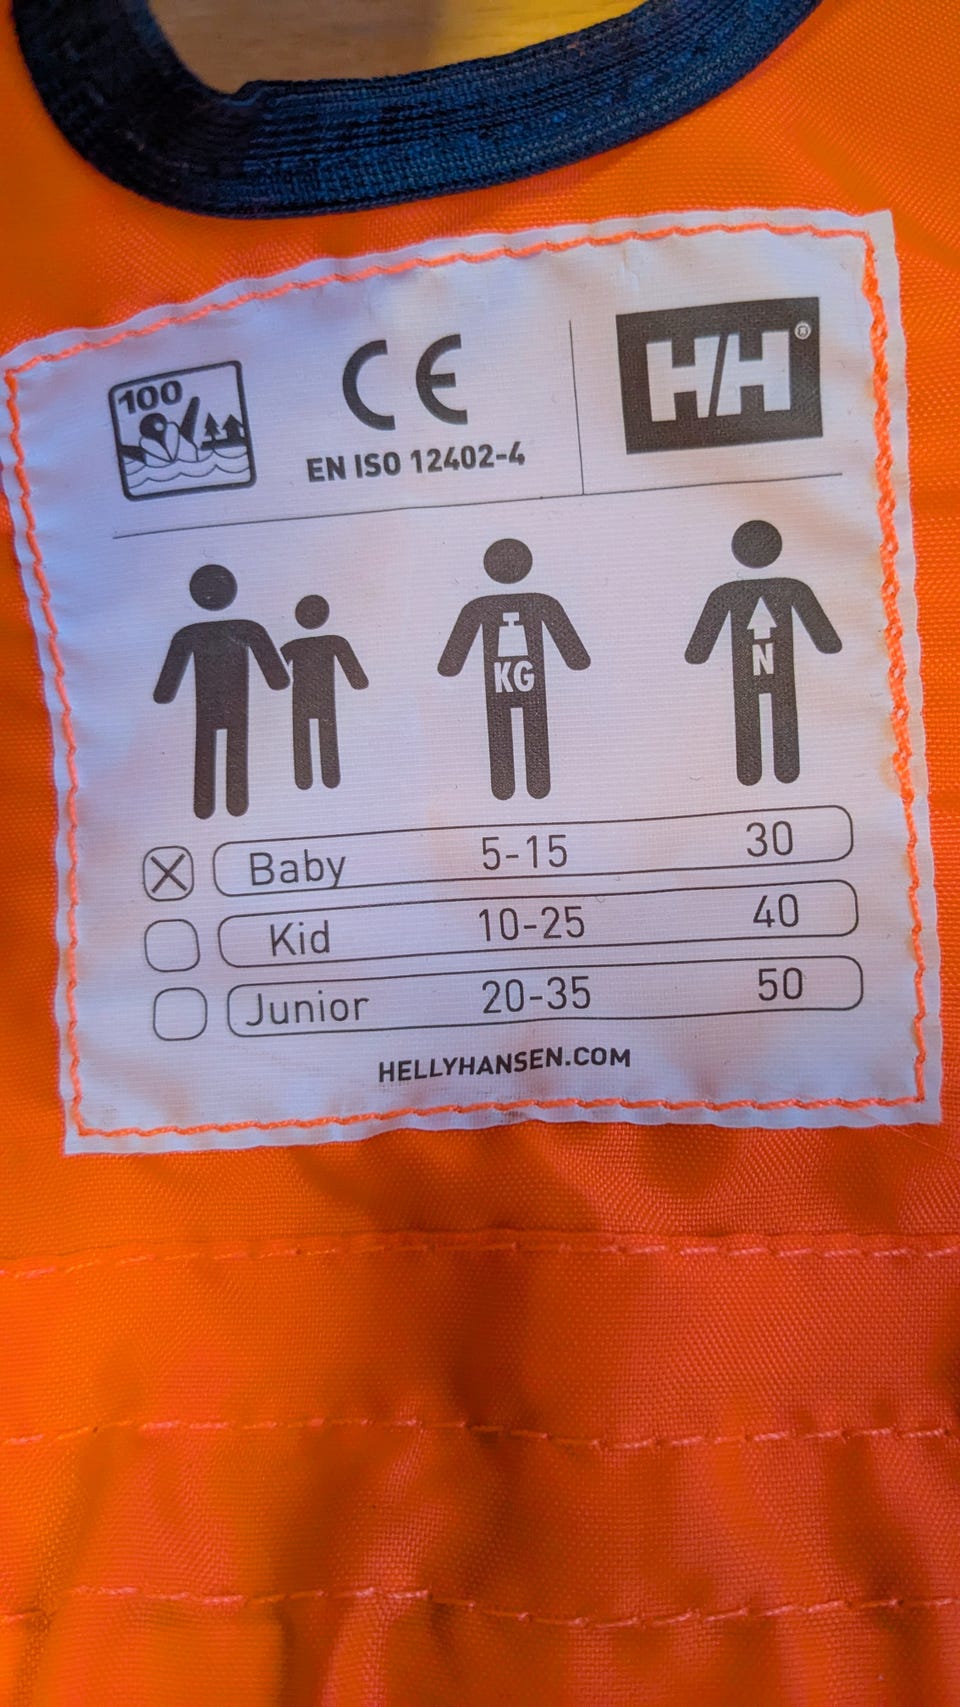 100
CE
EN ISO 12402-4
HH®
KG
N
Baby 5-15 30
Kid 10-25 40
Junior 20-35 50
HELLYHANSEN.COM